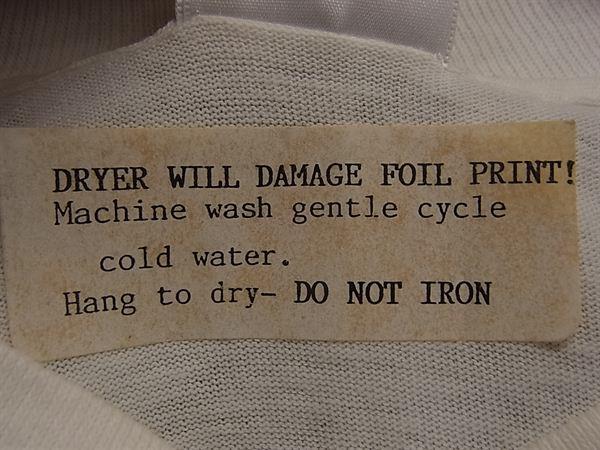 DRYER WILL DAMAGE FOIL PRINT!
Machine wash gentle cycle
cold water.
Hang to dry- DO NOT IRON